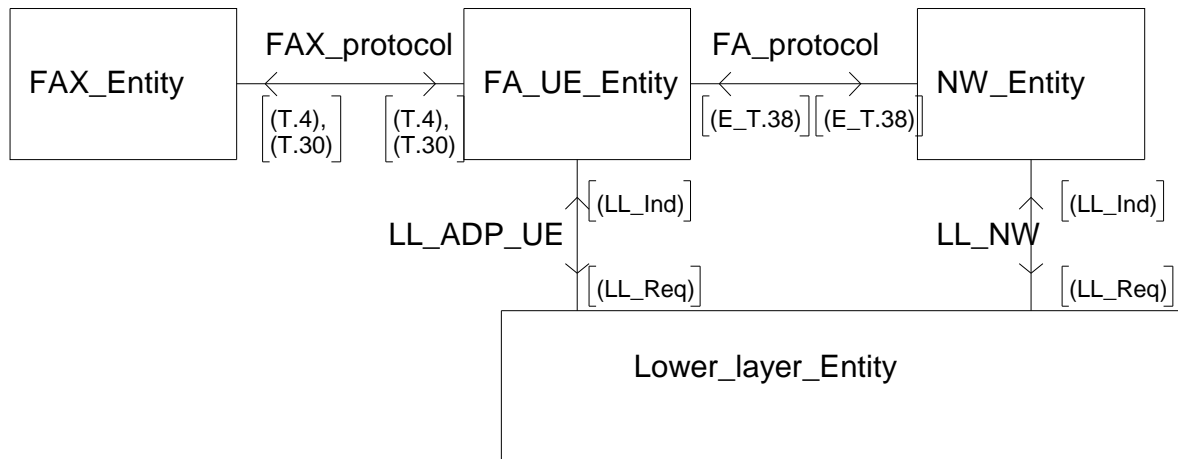 FAX_protocol
FA_protocol
FAX_Entity
FA_UE_Entity
NW_Entity
[(T.4),
(T.30)]
[(T.4),
(T.30)]
[(E_T.38)]
[(E_T.38)]
[(LL_Ind)]
[(LL_Ind)]
LL_ADP_UE
LL_NW
[(LL_Req)]
[(LL_Req)]
Lower_layer_Entity